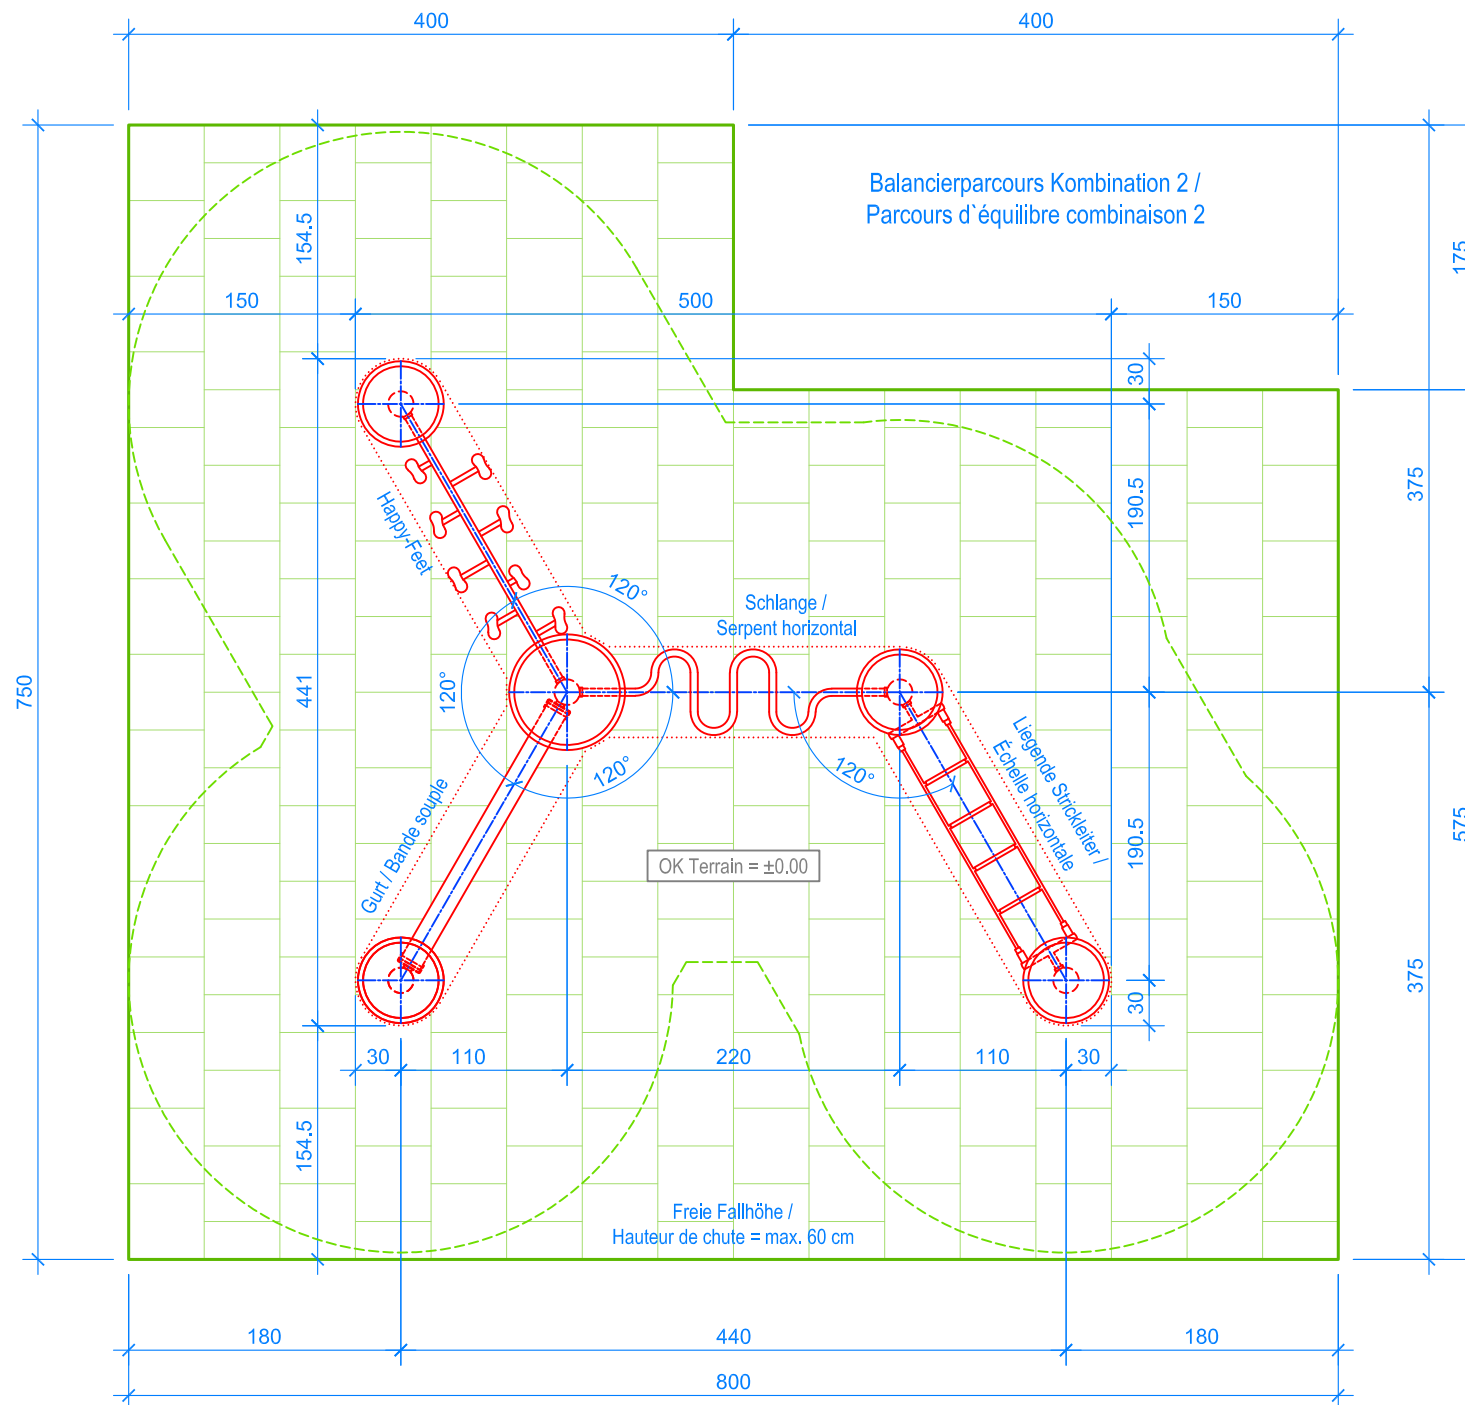 400
400
Balancierparcours Kombination 2 /
Parcours d`équilibre combinaison 2
154.5
175
150
500
150
30
190.5
375
Happy-Feet
120°
Schlange /
Serpent horizontal
750
441
120°
120°
120°
Liegende Strickleiter /
Échelle horizontale
Gurt / Bande souple
OK Terrain = ±0.00
190.5
575
375
30
30
110
220
110
30
154.5
Freie Fallhöhe /
Hauteur de chute = max. 60 cm
180
440
180
800